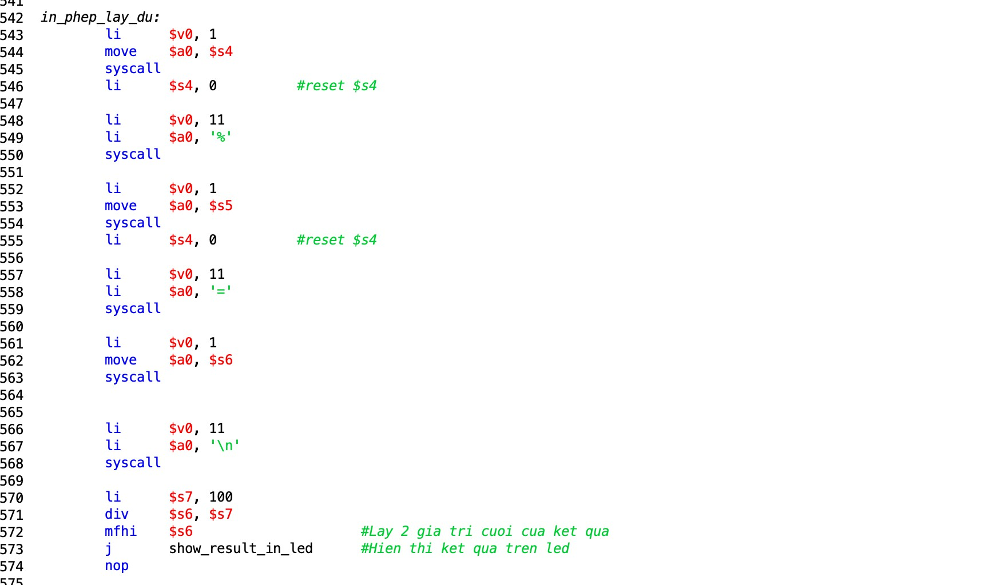 541
542 in_phep_lay_du:
543 li $v0, 1
544 move $a0, $s4
545 syscall
546 li $s4, 0 #reset $s4
547
548 li $v0, 11
549 li $a0, '%'
550 syscall
551
552 li $v0, 1
553 move $a0, $s5
554 syscall
555 li $s4, 0 #reset $s4
556
557 li $v0, 11
558 li $a0, '='
559 syscall
560
561 li $v0, 1
562 move $a0, $s6
563 syscall
564
565
566 li $v0, 11
567 li $a0, '\n'
568 syscall
569
570 li $s7, 100
571 div $s6, $s7
572 mfhi $s6 #Lay 2 gia tri cuoi cua ket qua
573 j show_result_in_led #Hien thi ket qua tren led
574 nop
575